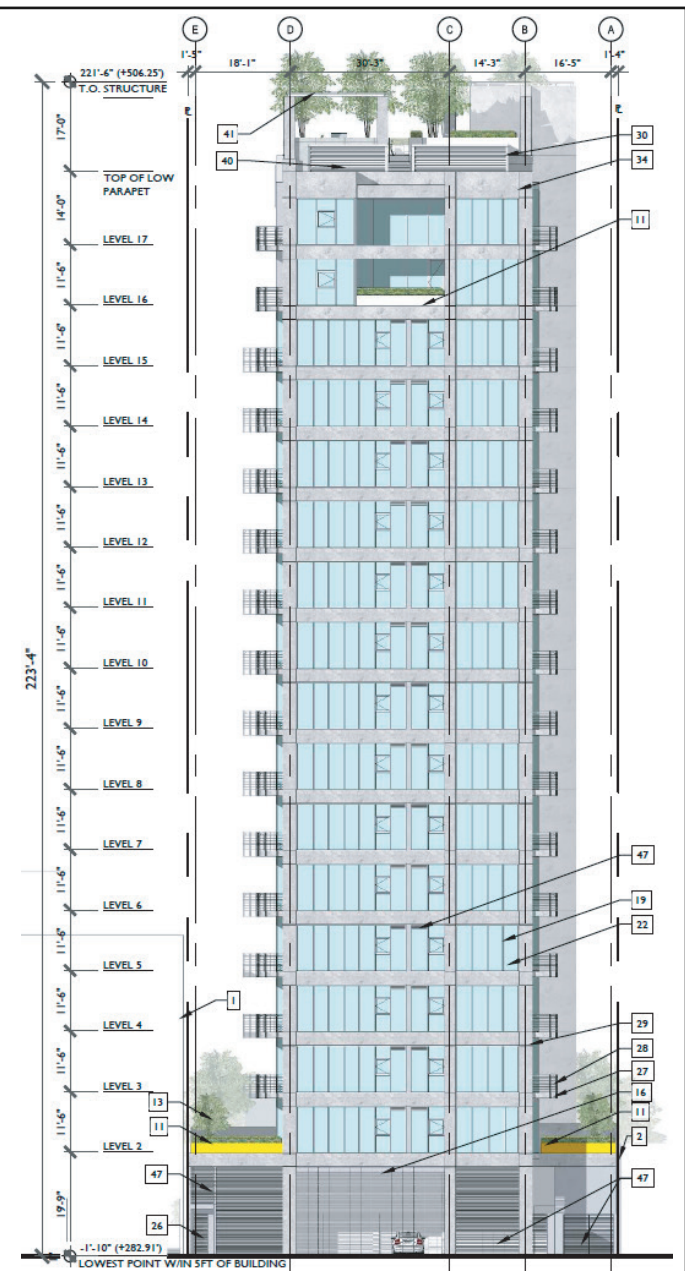 E
D
C
B
A
1'-5"
18'-1"
30'-3"
14'-3"
16'-5"
1'-4"
221'-6" (+506.25')
T.O. STRUCTURE
17'-0"
41
40
30
34
TOP OF LOW
PARAPET
14'-0"
11
LEVEL 17
11'-6"
LEVEL 16
11'-6"
LEVEL 15
11'-6"
LEVEL 14
11'-6"
LEVEL 13
11'-6"
LEVEL 12
11'-6"
LEVEL 11
11'-6"
LEVEL 10
223'-4"
11'-6"
LEVEL 9
11'-6"
LEVEL 8
11'-6"
LEVEL 7
11'-6"
47
LEVEL 6
19
11'-6"
22
LEVEL 5
11'-6"
1
LEVEL 4
29
11'-6"
28
LEVEL 3
27
13
16
11'-6"
11
11
LEVEL 2
2
47
47
19'-9"
26
-1'-10" (+282.91')
LOWEST POINT W/IN 5FT OF BUILDING